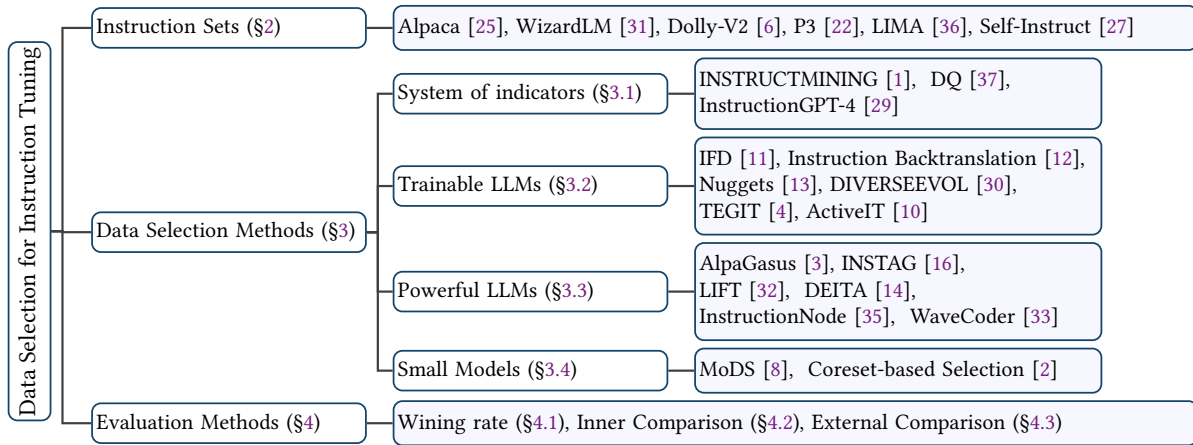 Data Selection for Instruction Tuning
Instruction Sets (§2)
Alpaca [25], WizardLM [31], Dolly-V2 [6], P3 [22], LIMA [36], Self-Instruct [27]
Data Selection Methods (§3)
System of indicators (§3.1)
INSTRUCTMINING [1], DQ [37],
InstructionGPT-4 [29]
Trainable LLMs (§3.2)
IFD [11], Instruction Backtranslation [12],
Nuggets [13], DIVERSEEVOL [30],
TEGIT [4], ActiveIT [10]
Powerful LLMs (§3.3)
AlpaGasus [3], INSTAG [16],
LIFT [32], DEITA [14],
InstructionNode [35], WaveCoder [33]
Small Models (§3.4)
MoDS [8], Coreset-based Selection [2]
Evaluation Methods (§4)
Wining rate (§4.1), Inner Comparison (§4.2), External Comparison (§4.3)